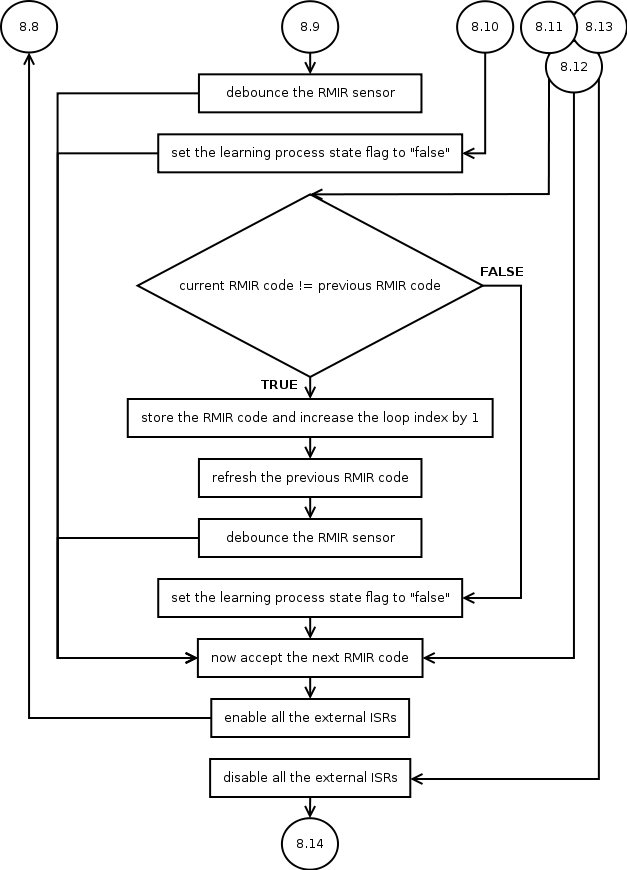 8.8
8.9
8.10
8.11
8.13
8.12
debounce the RMIR sensor
set the learning process state flag to "false"
current RMIR code != previous RMIR code
FALSE
TRUE
store the RMIR code and increase the loop index by 1
refresh the previous RMIR code
debounce the RMIR sensor
set the learning process state flag to "false"
now accept the next RMIR code
enable all the external ISRs
disable all the external ISRs
8.14